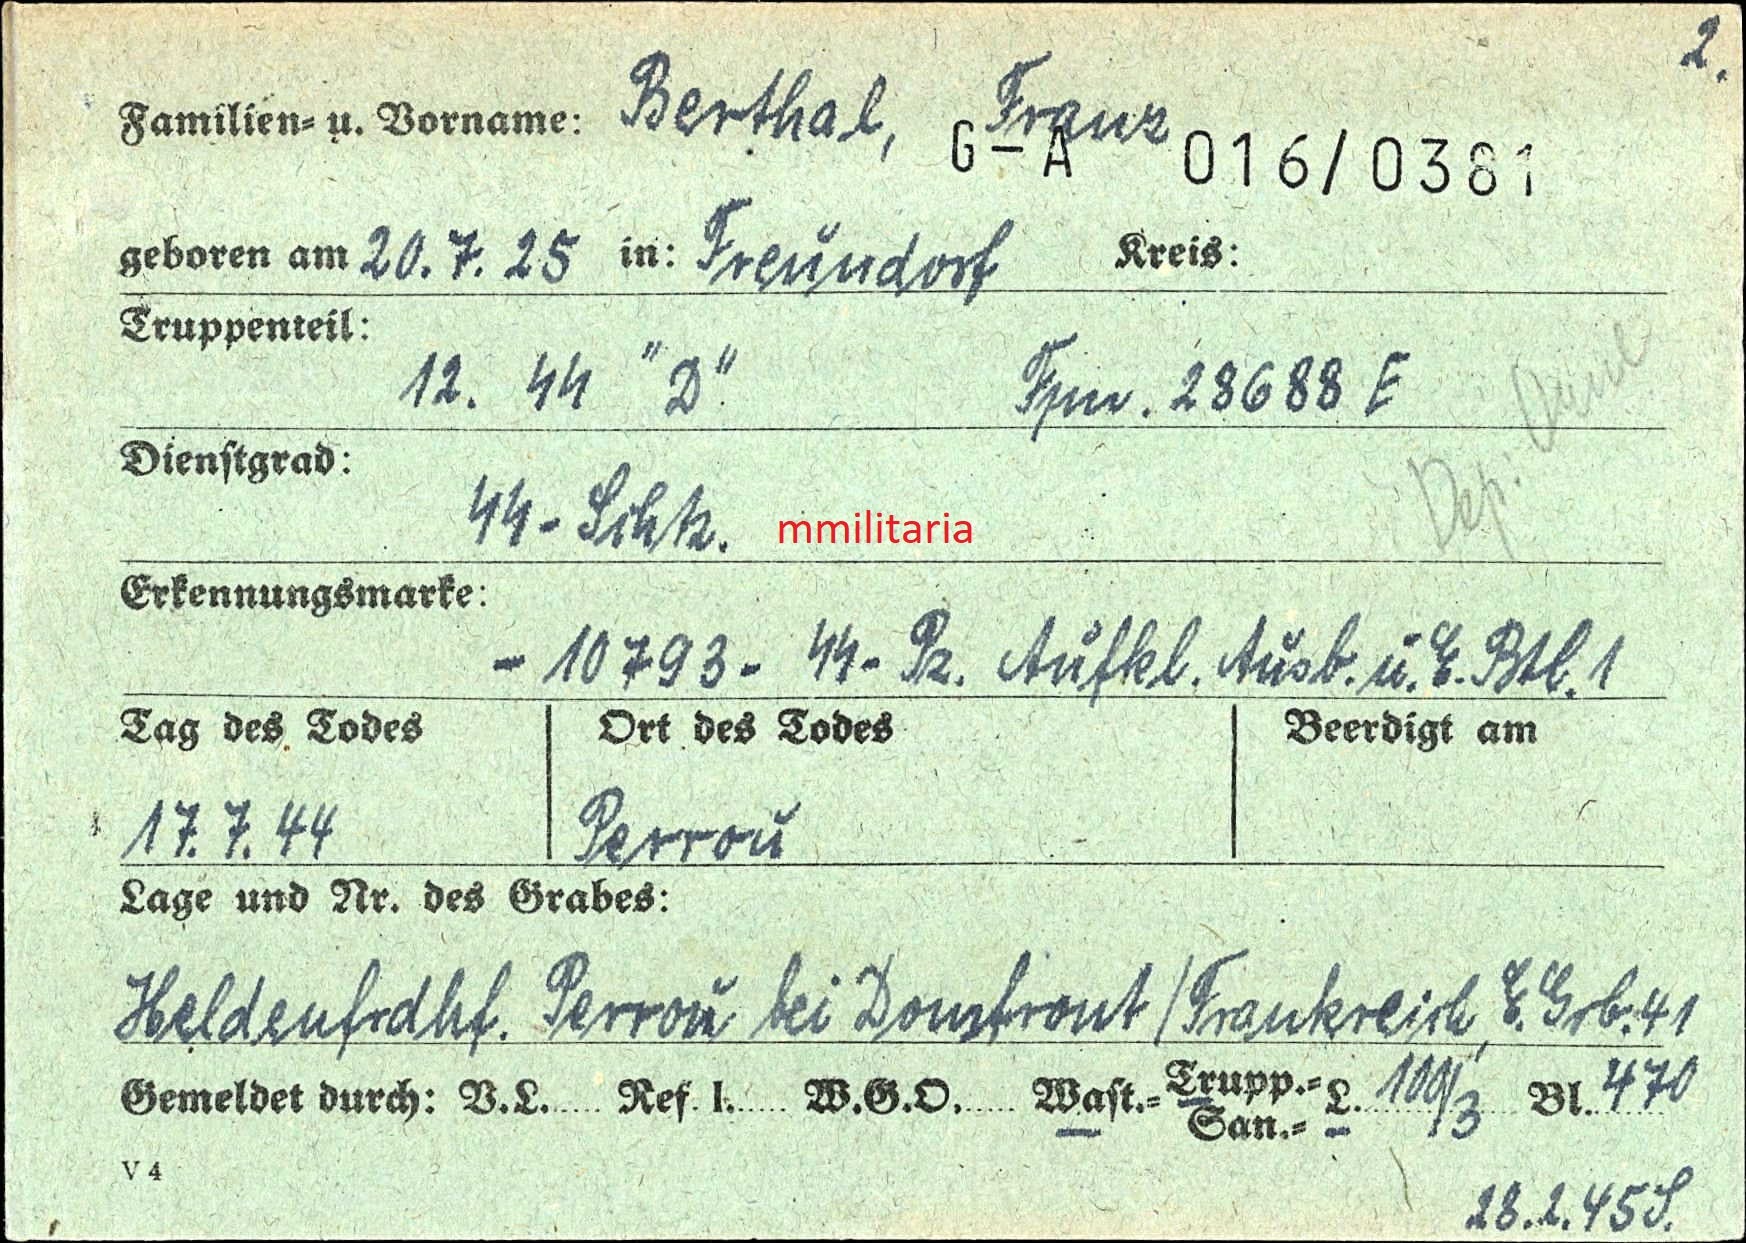 2.
Familien- u. Vorname: Berthal, Franz
G-A 016/0381
geboren am 20.7.25 in: Freundorf Kreis:
Truppenteil:
12. SS "D" Fpnr. 28688 E
Dienstgrad:
SS-Schtz.
mmilitaria
Dep:
Erkennungsmarke:
- 10793 - SS-Pz. Aufkl. Ausb. u. E. Btl. 1
Tag des Todes Ort des Todes Beerdigt am
17.7.44 Perrou
Lage und Nr. des Grabes:
Heldenfrdhf. Perrou bei Domfront / Frankreich, E. Grb. 41
Gemeldet durch: V.L. Ref. I. W.G.O. Wast.- Trupp.- San.- L. 100/3 Bl. 470
V 4
28.2.45 S.